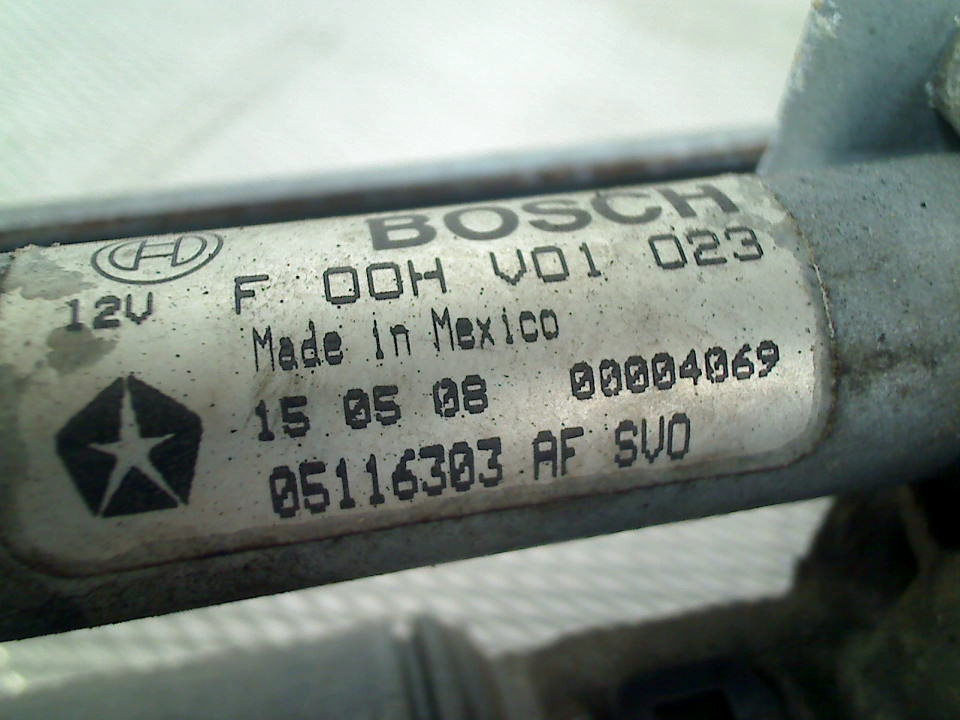 BOSCH
12V F 00H V01 023
Made in Mexico
15 05 08 00004069
05116303 AF SVO